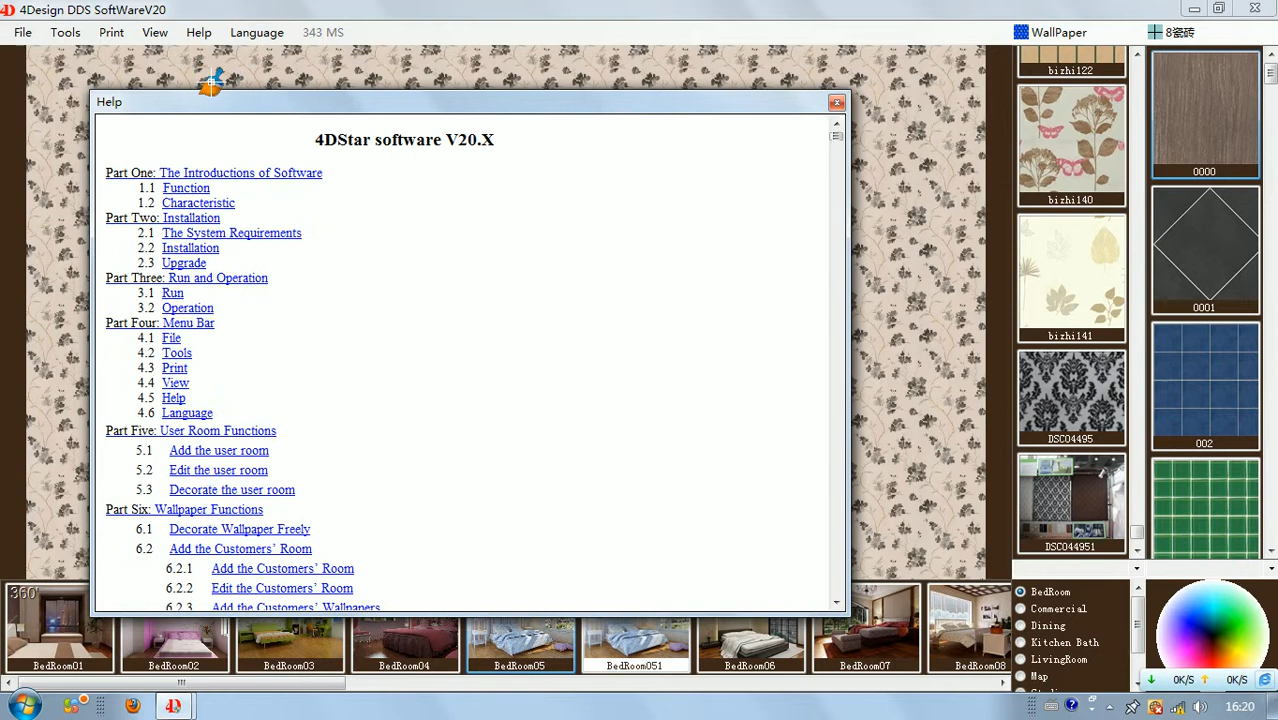 4Design DDS SoftWareV20
File Tools Print View Help Language 343 MS
WallPaper
8瓷砖
Help
4DStar software V20.X
Part One: The Introductions of Software
1.1 Function
1.2 Characteristic
Part Two: Installation
2.1 The System Requirements
2.2 Installation
2.3 Upgrade
Part Three: Run and Operation
3.1 Run
3.2 Operation
Part Four: Menu Bar
4.1 File
4.2 Tools
4.3 Print
4.4 View
4.5 Help
4.6 Language
Part Five: User Room Functions
5.1 Add the user room
5.2 Edit the user room
5.3 Decorate the user room
Part Six: Wallpaper Functions
6.1 Decorate Wallpaper Freely
6.2 Add the Customers’ Room
6.2.1 Add the Customers’ Room
6.2.2 Edit the Customers’ Room
6.2.3 Add the Customers’ Wallpapers
bizhi122
bizhi140
bizhi141
DSC04495
DSC044951
0000
0001
002
360°
BedRoom01
BedRoom02
BedRoom03
BedRoom04
BedRoom05
BedRoom051
BedRoom06
BedRoom07
BedRoom08
BedRoom
Commercial
Dining
Kitchen Bath
LivingRoom
Map
0K/S 0K/S
16:20